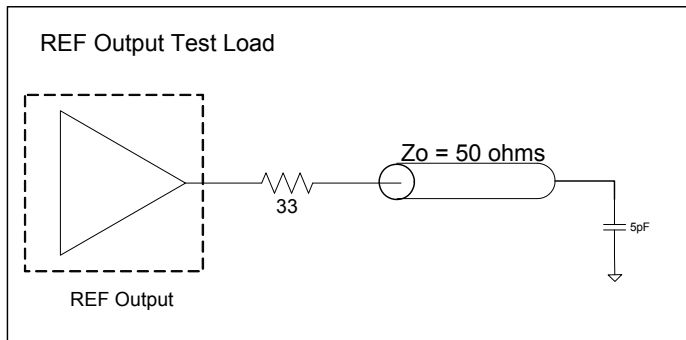 REF Output Test Load
Zo = 50 ohms
33
5pF
REF Output